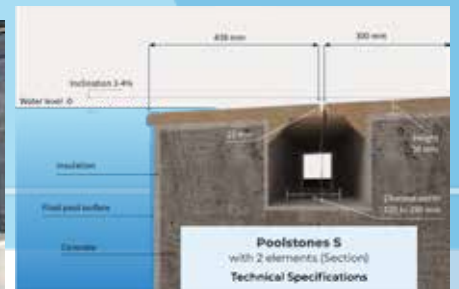 438 mm
300 mm
Inclination 3-4%
Water level 0
Height
Insulation
Final pool surface
Concrete
Poolstones S
with 2 elements (Section)
Technical Specifications